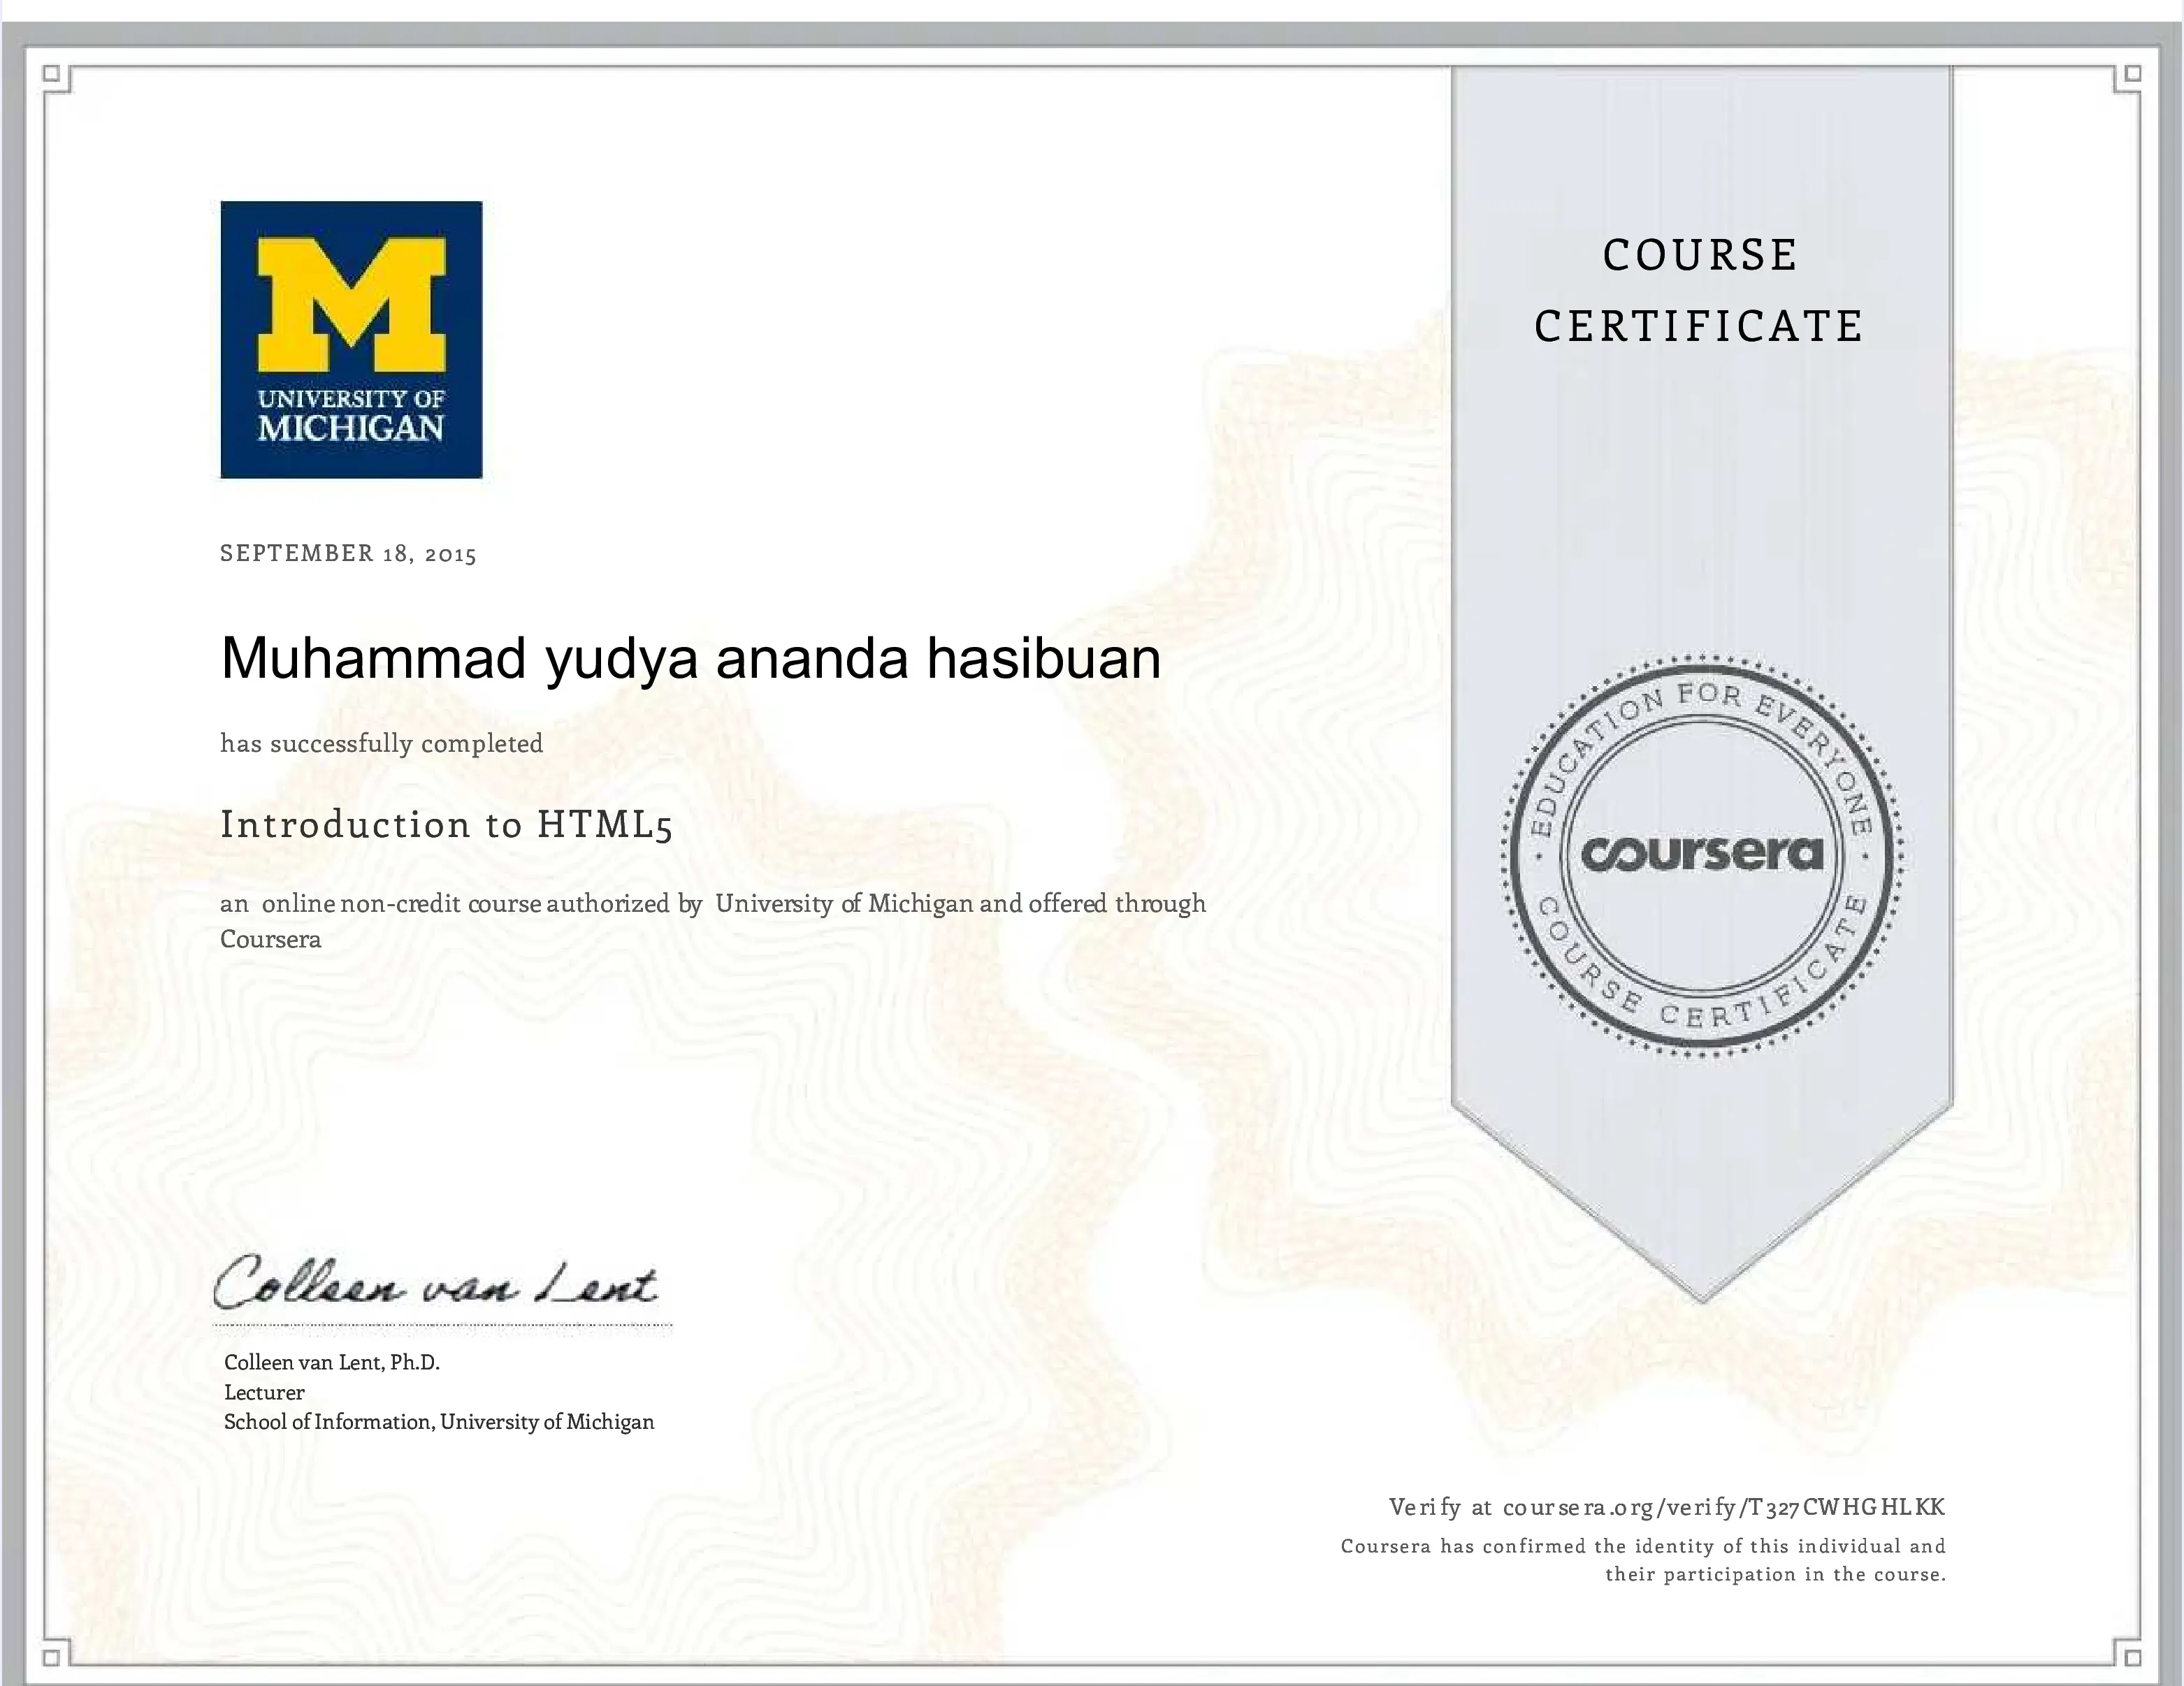 UNIVERSITY OF
MICHIGAN
SEPTEMBER 18, 2015
Muhammad yudya ananda hasibuan
has successfully completed
Introduction to HTML5
an online non-credit course authorized by University of Michigan and offered through
Coursera
Colleen van Lent
Colleen van Lent, Ph.D.
Lecturer
School of Information, University of Michigan
COURSE
CERTIFICATE
EDUCATION FOR EVERYONE
coursera
COURSE CERTIFICATE
Verify at coursera.org/verify/T327CWHGHLKK
Coursera has confirmed the identity of this individual and
their participation in the course.